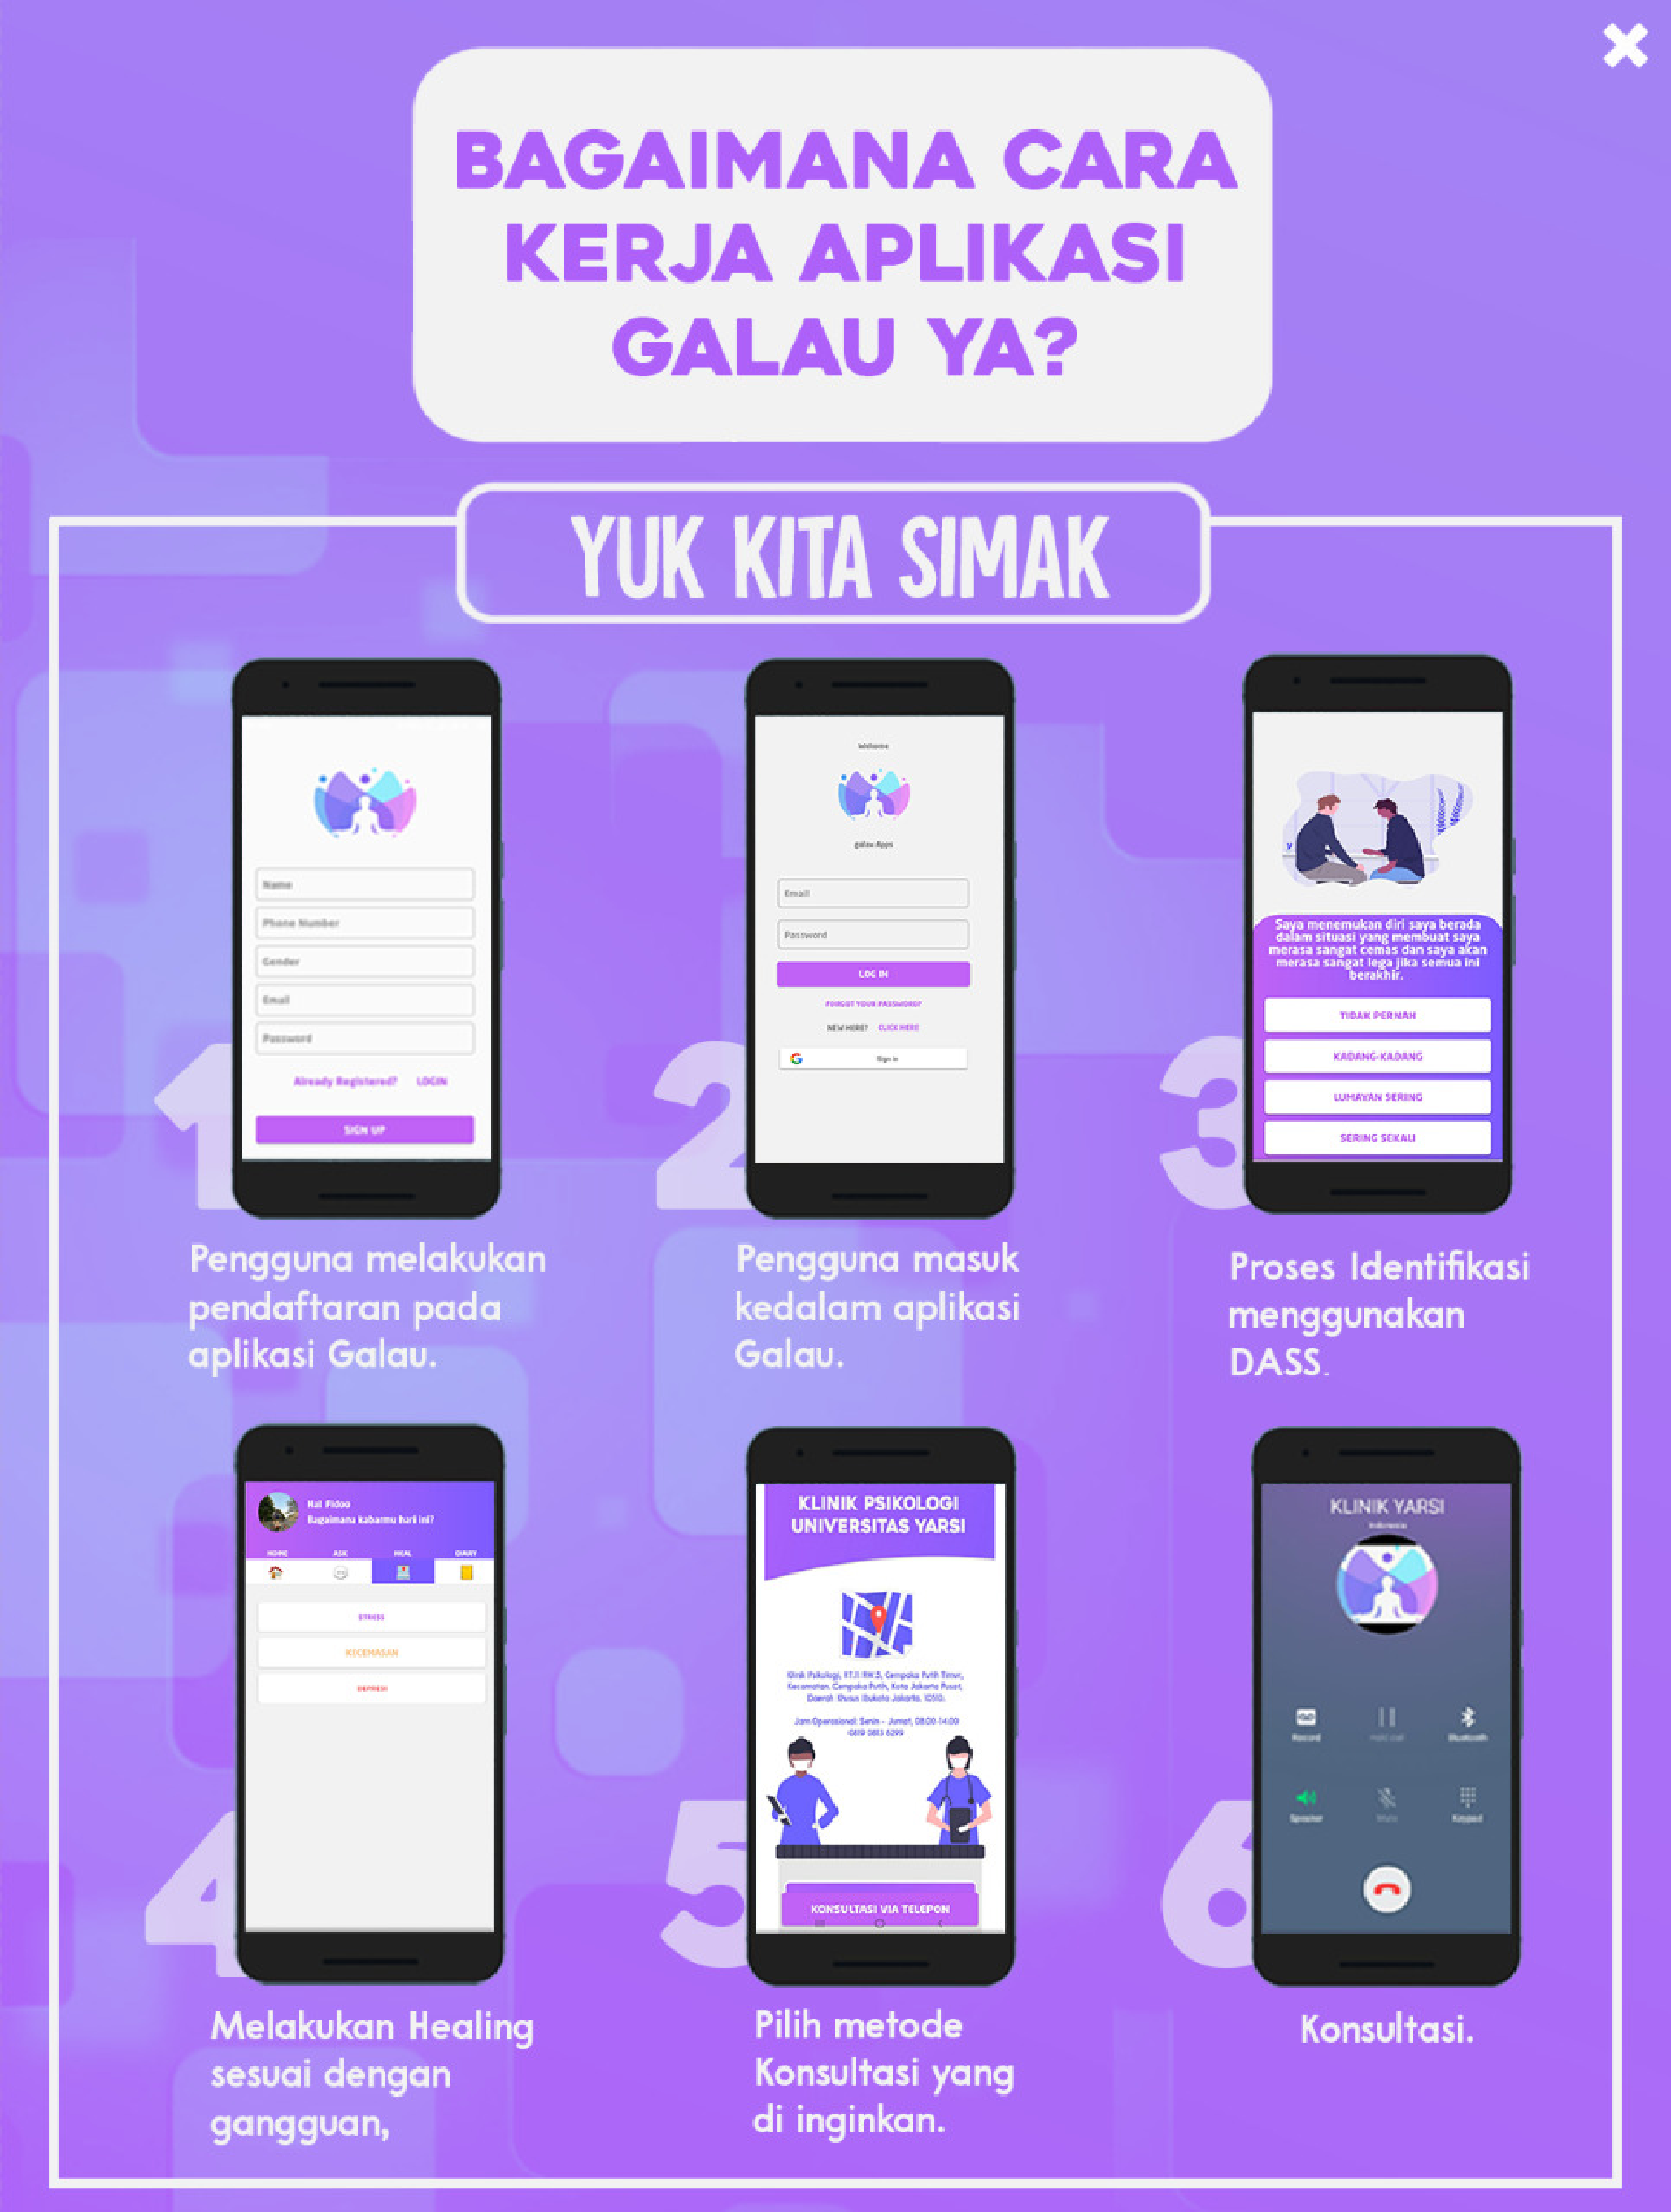 BAGAIMANA CARA
KERJA APLIKASI
GALAU YA?
YUK KITA SIMAK
1
Name
Phone Number
Gender
Email
Password
Already Registered? LOGIN
SIGN UP
Pengguna melakukan
pendaftaran pada
aplikasi Galau.
2
Welcome
galau.Apps
Email
Password
LOG IN
FORGOT YOUR PASSWORD?
NEW HERE? CLICK HERE
G Sign in
Pengguna masuk
kedalam aplikasi
Galau.
3
Saya menemukan diri saya berada
dalam situasi yang membuat saya
merasa sangat cemas dan saya akan
merasa sangat lega jika semua ini
berakhir.
TIDAK PERNAH
KADANG-KADANG
LUMAYAN SERING
SERING SEKALI
Proses Identifikasi
menggunakan
DASS.
4
Hai Fidoo
Bagaimana kabarmu hari ini?
HOME ASK HEAL DIARY
STRESS
KECEMASAN
DEPRESI
Melakukan Healing
sesuai dengan
gangguan,
5
KLINIK PSIKOLOGI
UNIVERSITAS YARSI
Klinik Psikologi, RT.11/RW.3, Cempaka Putih Timur,
Kecamatan. Cempaka Putih, Kota Jakarta Pusat,
Daerah Khusus Ibukota Jakarta, 10510.
Jam Operasional: Senin - Jumat, 08:00-14:00
0819 0813 6299
KONSULTASI VIA TELEPON
Pilih metode
Konsultasi yang
di inginkan.
6
KLINIK YARSI
Indonesia
Record Hold call Bluetooth
Speaker Mute Keypad
Konsultasi.